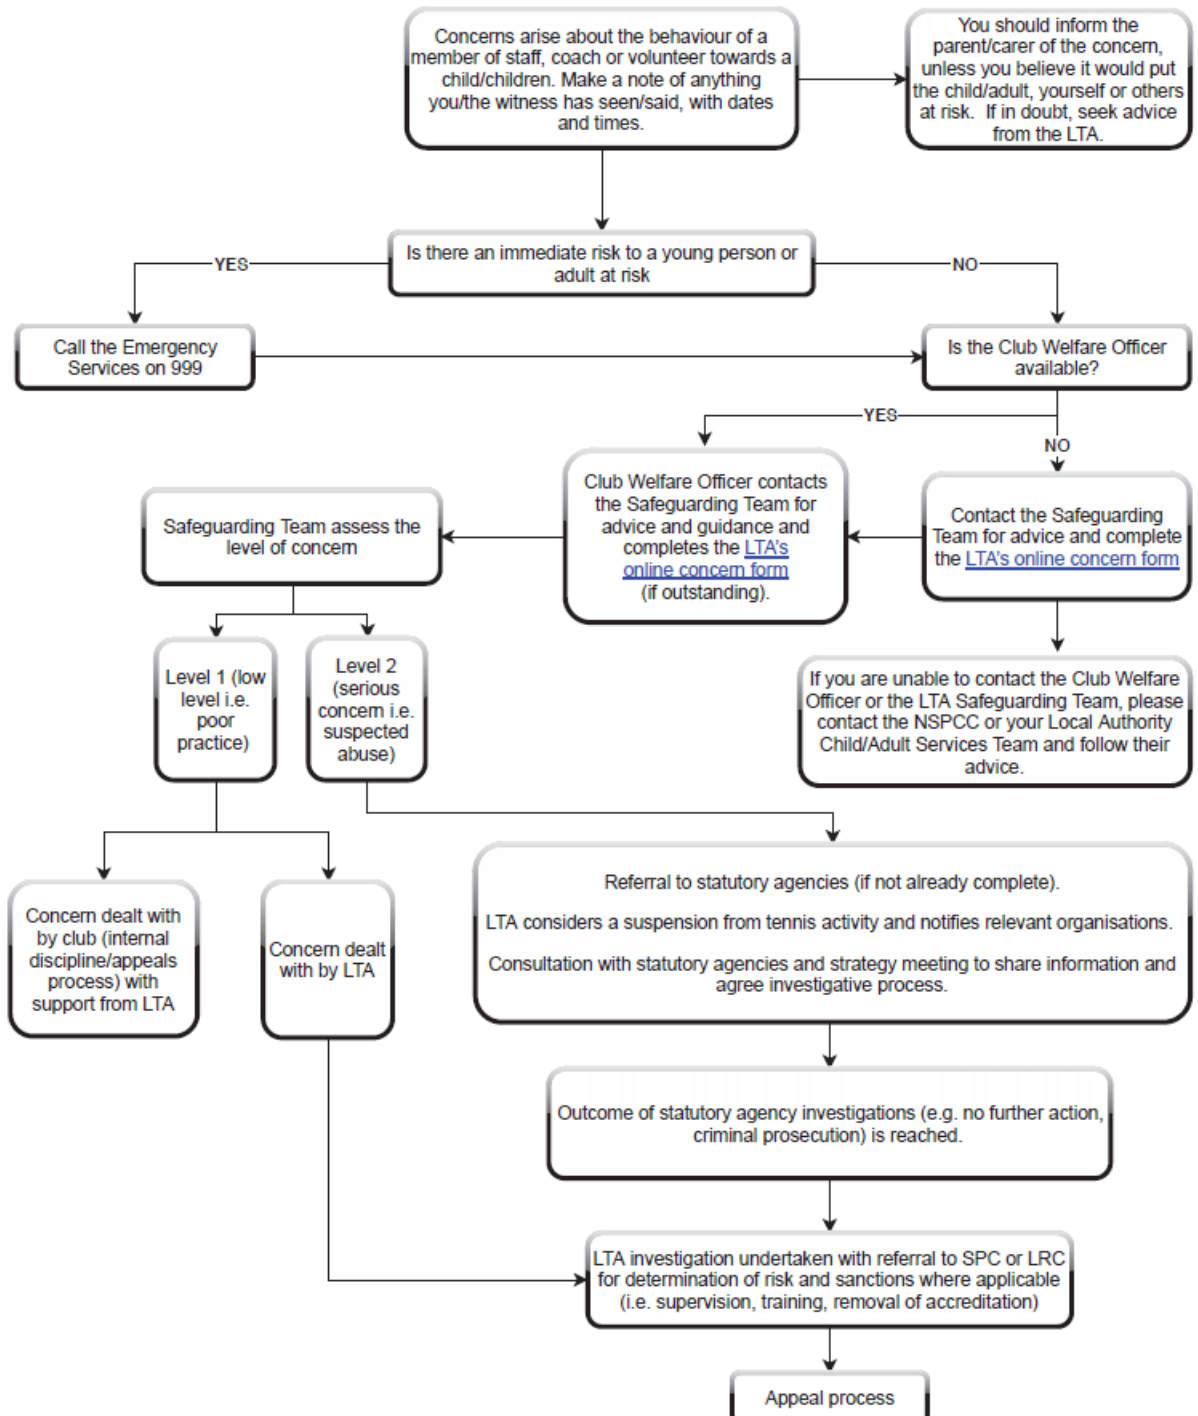 Concerns arise about the behaviour of a
member of staff, coach or volunteer towards a
child/children. Make a note of anything
you/the witness has seen/said, with dates
and times.
You should inform the
parent/carer of the concern,
unless you believe it would put
the child/adult, yourself or others
at risk. If in doubt, seek advice
from the LTA.
Is there an immediate risk to a young person or
adult at risk
YES
NO
Call the Emergency
Services on 999
Is the Club Welfare Officer
available?
YES
NO
Club Welfare Officer contacts
the Safeguarding Team for
advice and guidance and
completes the LTA's
online concern form
(if outstanding).
Contact the Safeguarding
Team for advice and complete
the LTA's online concern form
Safeguarding Team assess the
level of concern
Level 1 (low
level i.e.
poor
practice)
Level 2
(serious
concern i.e.
suspected
abuse)
If you are unable to contact the Club Welfare
Officer or the LTA Safeguarding Team, please
contact the NSPCC or your Local Authority
Child/Adult Services Team and follow their
advice.
Concern dealt with
by club (internal
discipline/appeals
process) with
support from LTA
Concern dealt
with by LTA
Referral to statutory agencies (if not already complete).
LTA considers a suspension from tennis activity and notifies relevant organisations.
Consultation with statutory agencies and strategy meeting to share information and
agree investigative process.
Outcome of statutory agency investigations (e.g. no further action,
criminal prosecution) is reached.
LTA investigation undertaken with referral to SPC or LRC
for determination of risk and sanctions where applicable
(i.e. supervision, training, removal of accreditation)
Appeal process